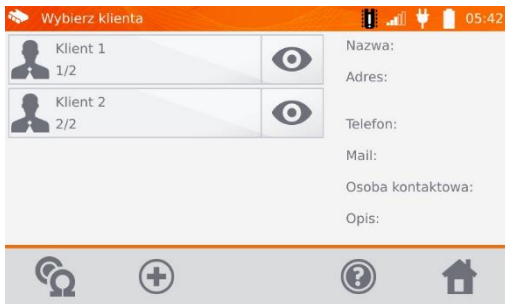 Wybierz klienta
05:42
Klient 1
1/2
Klient 2
2/2
Nazwa:
Adres:
Telefon:
Mail:
Osoba kontaktowa:
Opis: